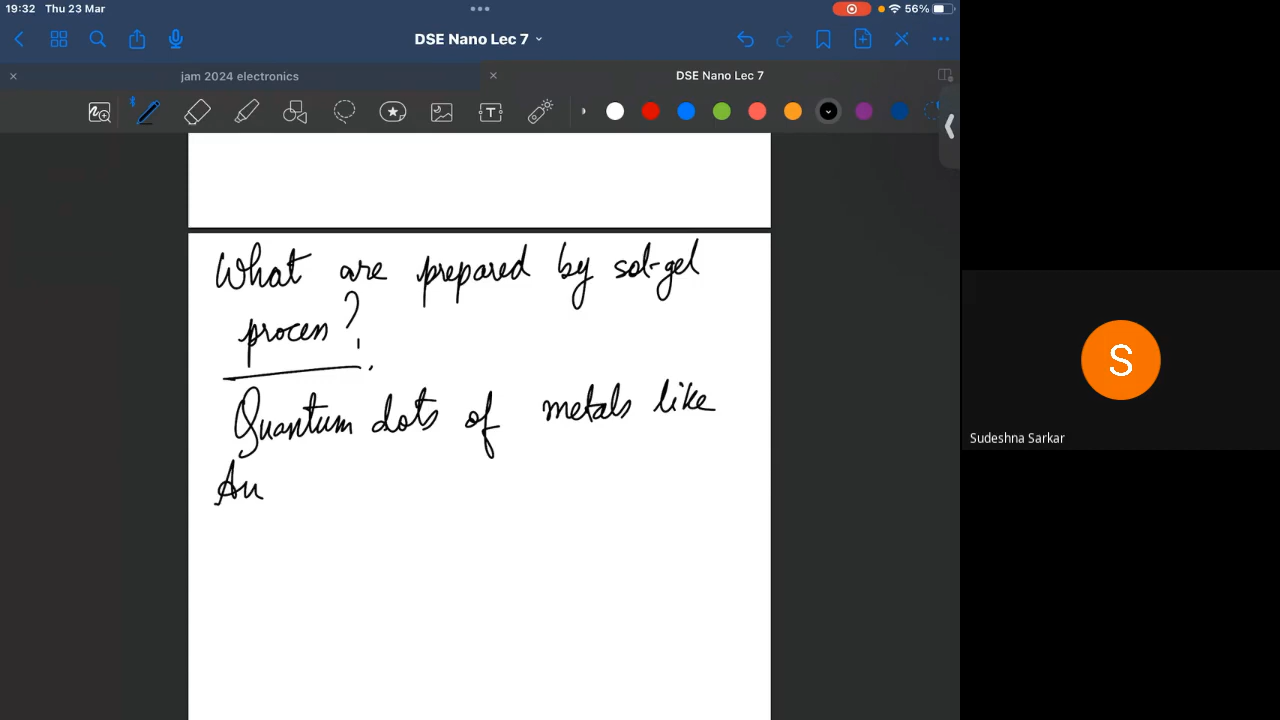 19:32 Thu 23 Mar
56%
DSE Nano Lec 7
jam 2024 electronics
DSE Nano Lec 7
T
What are prepared by sol-gel
process?
Quantum dots of metals like
Au
S
Sudeshna Sarkar